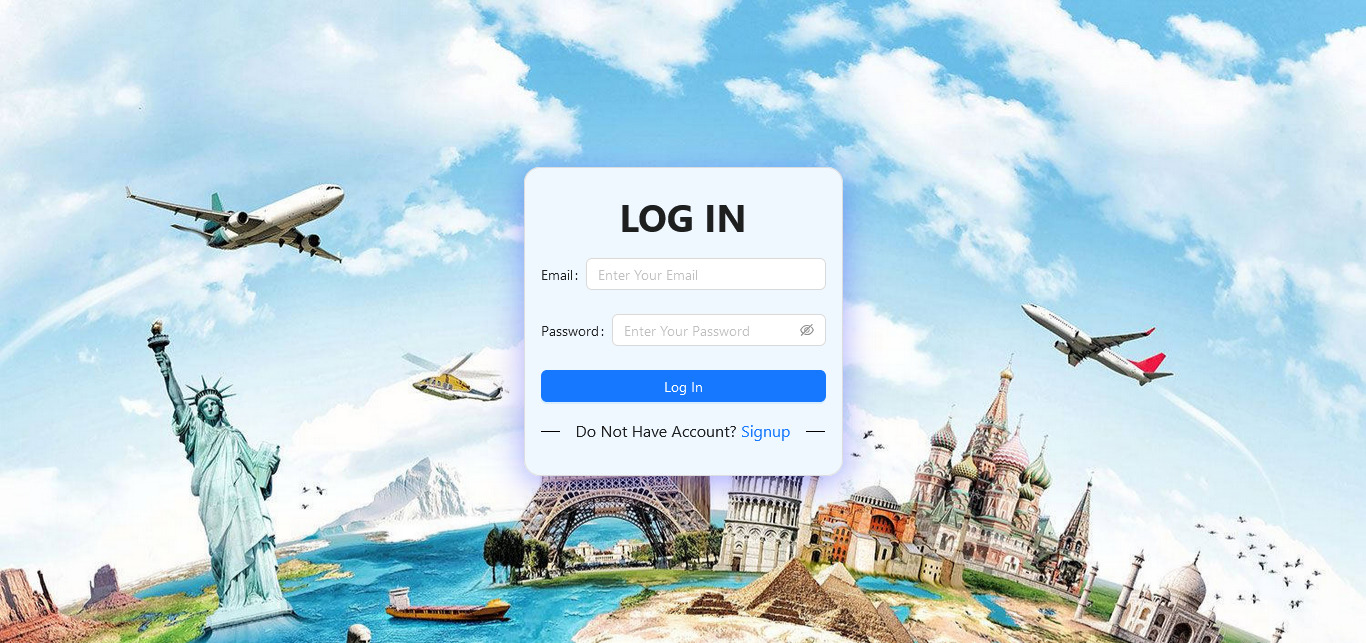 LOG IN
Email: Enter Your Email
Password: Enter Your Password
Log In
Do Not Have Account? Signup